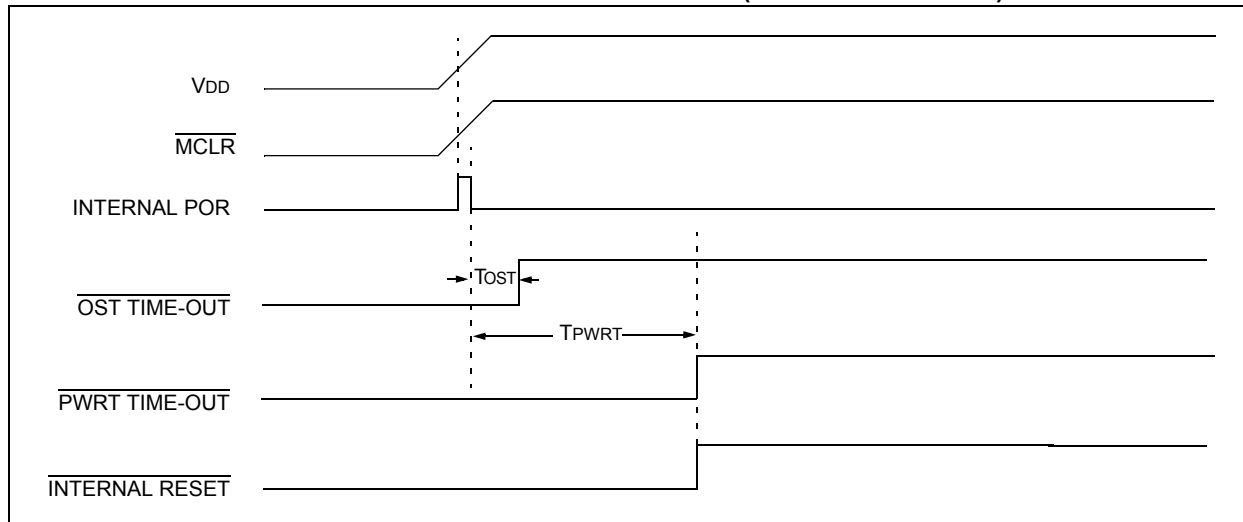 VDD
MCLR
INTERNAL POR
TOST
OST TIME-OUT
TPWRT
PWRT TIME-OUT
INTERNAL RESET